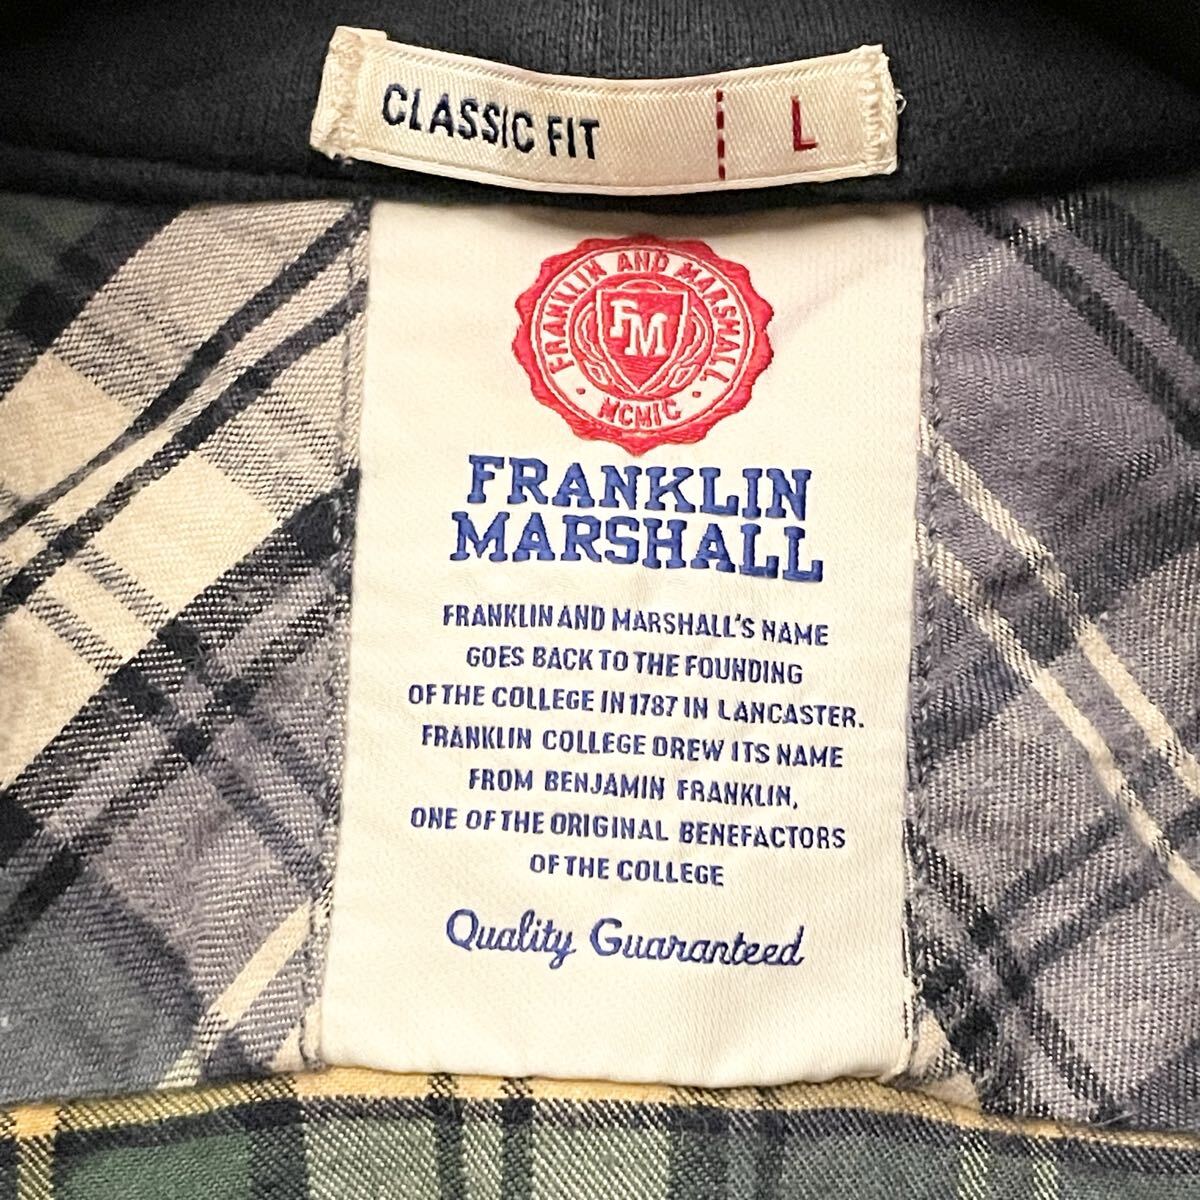 CLASSIC FIT L
FRANKLIN AND MARSHALL
FM
· MCMIC ·
FRANKLIN
MARSHALL
FRANKLIN AND MARSHALL'S NAME
GOES BACK TO THE FOUNDING
OF THE COLLEGE IN 1787 IN LANCASTER.
FRANKLIN COLLEGE DREW ITS NAME
FROM BENJAMIN FRANKLIN,
ONE OF THE ORIGINAL BENEFACTORS
OF THE COLLEGE
Quality Guaranteed